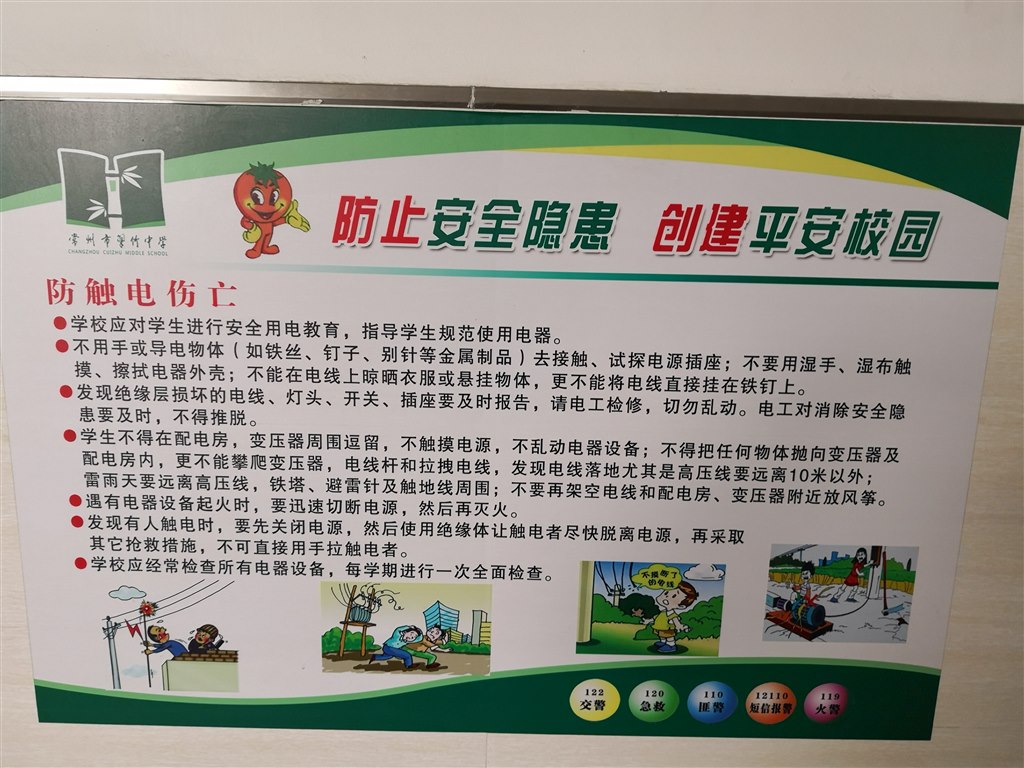 常州市翠竹中学
CHANGZHOU CUIZHU MIDDLE SCHOOL
防止安全隐患 创建平安校园
防触电伤亡
●学校应对学生进行安全用电教育，指导学生规范使用电器。
●不用手或导电物体（如铁丝、钉子、别针等金属制品）去接触、试探电源插座；不要用湿手、湿布触
摸、擦拭电器外壳；不能在电线上晾晒衣服或悬挂物体，更不能将电线直接挂在铁钉上。
●发现绝缘层损坏的电线、灯头、开关、插座要及时报告，请电工检修，切勿乱动。电工对消除安全隐
患要及时，不得推脱。
●学生不得在配电房，变压器周围逗留，不触摸电源，不乱动电器设备；不得把任何物体抛向变压器及
配电房内，更不能攀爬变压器，电线杆和拉拽电线，发现电线落地尤其是高压线要远离10米以外；
雷雨天要远离高压线，铁塔、避雷针及触地线周围；不要再架空电线和配电房、变压器附近放风筝。
●遇有电器设备起火时，要迅速切断电源，然后再灭火。
●发现有人触电时，要先关闭电源，然后使用绝缘体让触电者尽快脱离电源，再采取
其它抢救措施，不可直接用手拉触电者。
●学校应经常检查所有电器设备，每学期进行一次全面检查。
的电线
122
交警
120
急救
110
匪警
12110
短信报警
119
火警